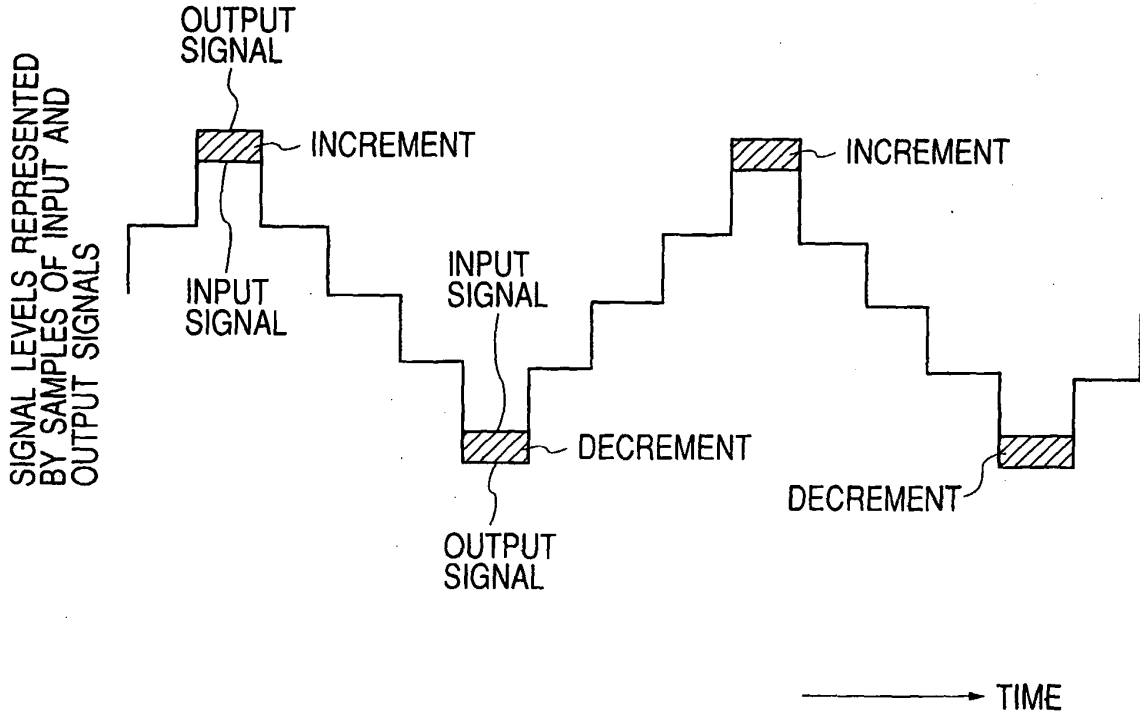 OUTPUT
SIGNAL
SIGNAL LEVELS REPRESENTED
BY SAMPLES OF INPUT AND
OUTPUT SIGNALS
INCREMENT
INCREMENT
INPUT
SIGNAL
INPUT
SIGNAL
DECREMENT
DECREMENT
OUTPUT
SIGNAL
TIME